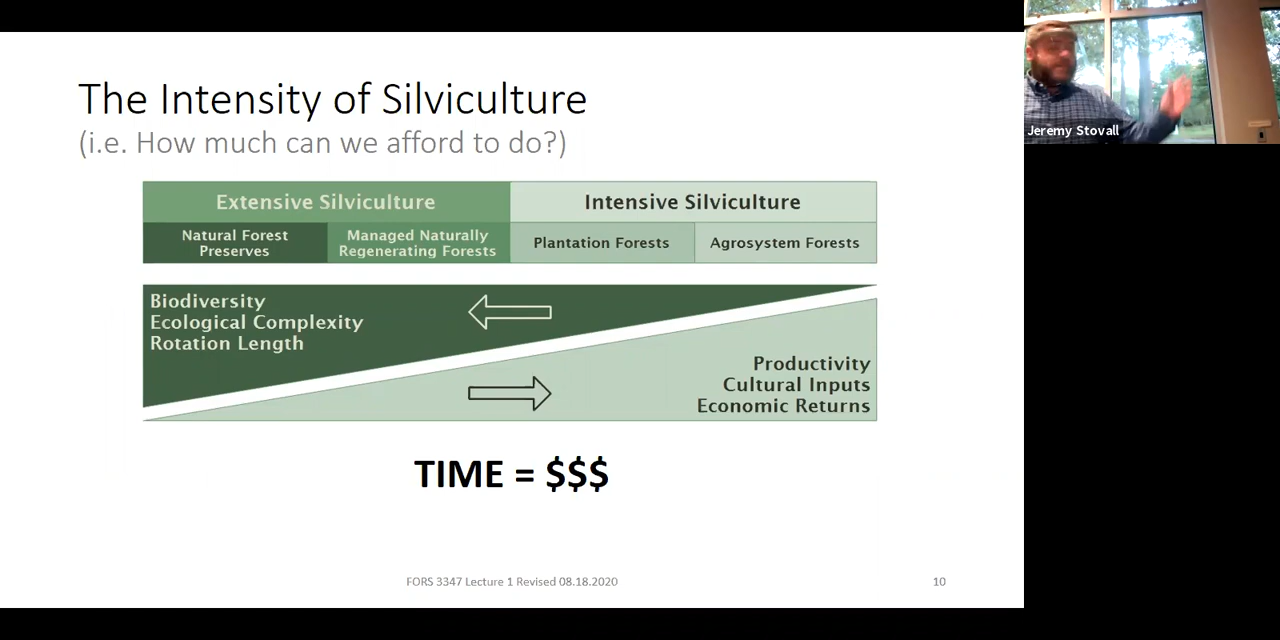 The Intensity of Silviculture
(i.e. How much can we afford to do?)
Extensive Silviculture
Intensive Silviculture
Natural Forest
Preserves
Managed Naturally
Regenerating Forests
Plantation Forests
Agrosystem Forests
Biodiversity
Ecological Complexity
Rotation Length
Productivity
Cultural Inputs
Economic Returns
TIME = $$$
FORS 3347 Lecture 1 Revised 08.18.2020
10
Jeremy Stovall